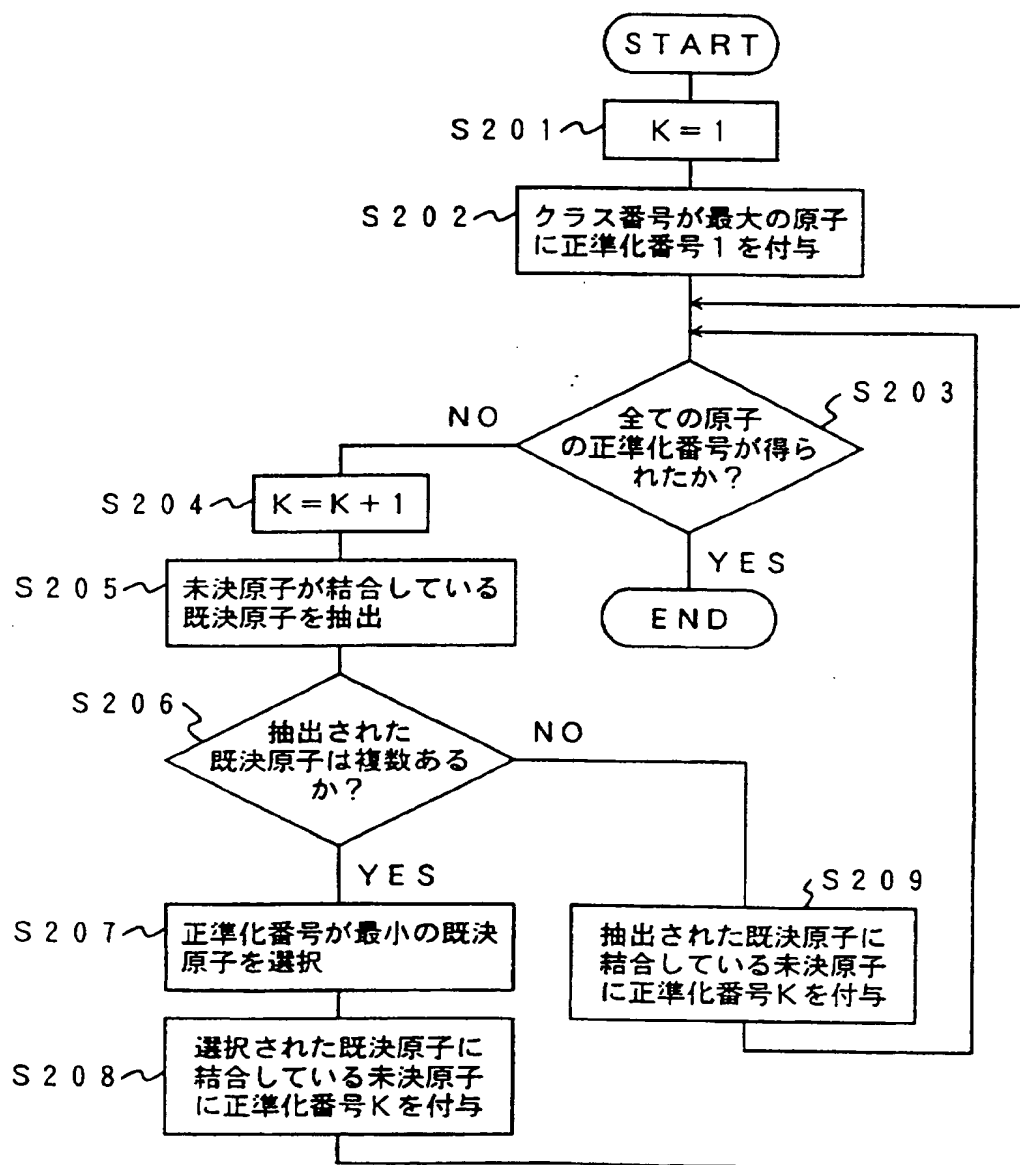 START
S201
K=1
S202
クラス番号が最大の原子
に正準化番号1を付与
S203
全ての原子
の正準化番号が得ら
れたか?
NO
YES
END
S204
K=K+1
S205
未決原子が結合している
既決原子を抽出
S206
抽出された
既決原子は複数ある
か?
NO
YES
S207
正準化番号が最小の既決
原子を選択
S208
選択された既決原子に
結合している未決原子
に正準化番号Kを付与
S209
抽出された既決原子に
結合している未決原子
に正準化番号Kを付与